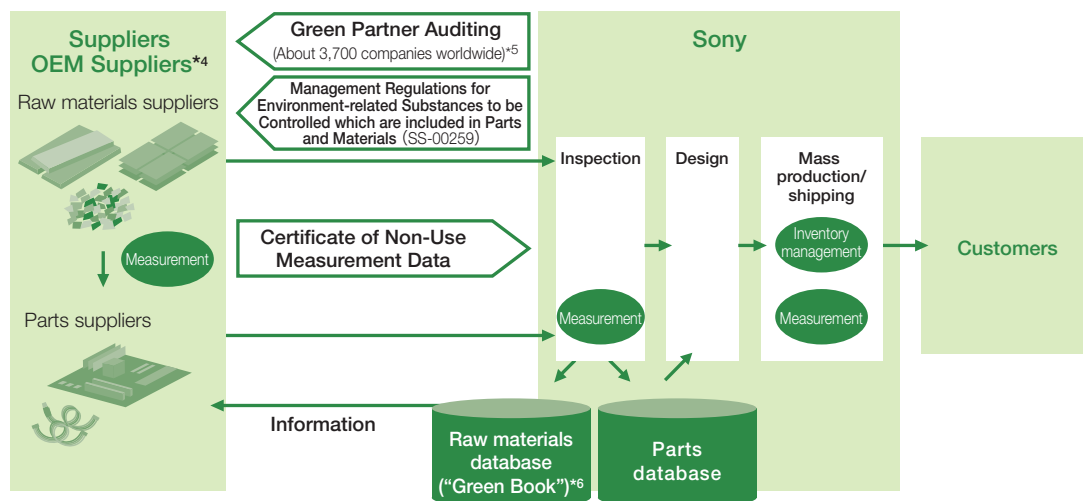 Suppliers
OEM Suppliers*4
Raw materials suppliers
Measurement
Parts suppliers
Green Partner Auditing
(About 3,700 companies worldwide)*5
Management Regulations for
Environment-related Substances to be
Controlled which are included in Parts
and Materials (SS-00259)
Certificate of Non-Use
Measurement Data
Information
Sony
Inspection
Measurement
Design
Mass
production/
shipping
Inventory
management
Measurement
Customers
Raw materials
database
(“Green Book”)*6
Parts
database